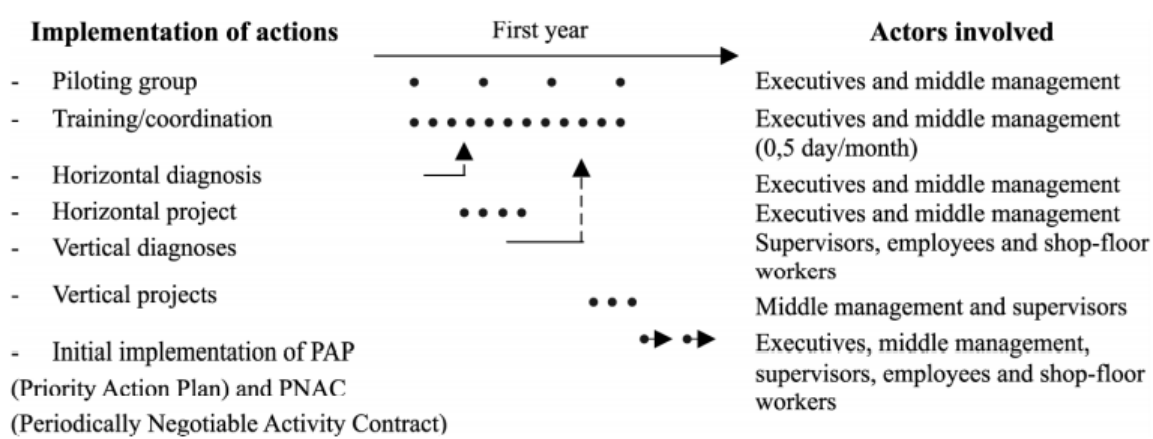 Implementation of actions First year Actors involved
- Piloting group Executives and middle management
- Training/coordination Executives and middle management
(0,5 day/month)
- Horizontal diagnosis Executives and middle management
- Horizontal project Executives and middle management
- Vertical diagnoses Supervisors, employees and shop-floor
workers
- Vertical projects Middle management and supervisors
- Initial implementation of PAP Executives, middle management,
(Priority Action Plan) and PNAC supervisors, employees and shop-floor
workers
(Periodically Negotiable Activity Contract)